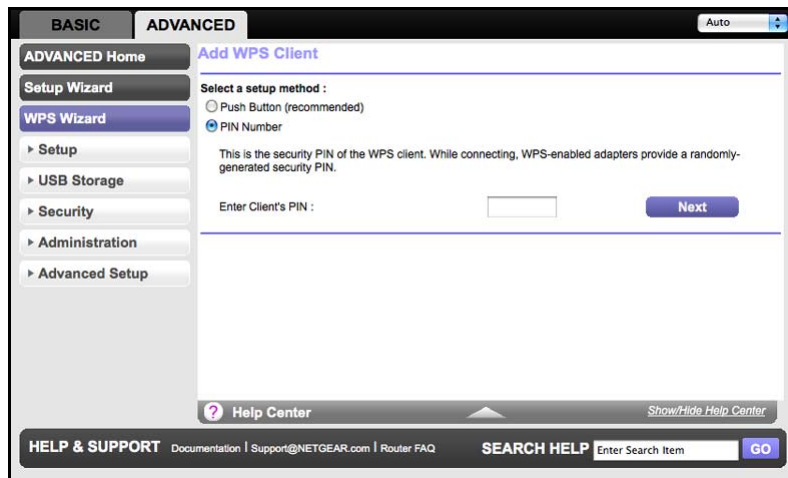 BASIC
ADVANCED
Auto
ADVANCED Home
Setup Wizard
WPS Wizard
Setup
USB Storage
Security
Administration
Advanced Setup
Add WPS Client
Select a setup method :
Push Button (recommended)
PIN Number
This is the security PIN of the WPS client. While connecting, WPS-enabled adapters provide a randomly-
generated security PIN.
Enter Client's PIN :
Next
? Help Center
Show/Hide Help Center
HELP & SUPPORT Documentation | Support@NETGEAR.com | Router FAQ
SEARCH HELP Enter Search Item GO